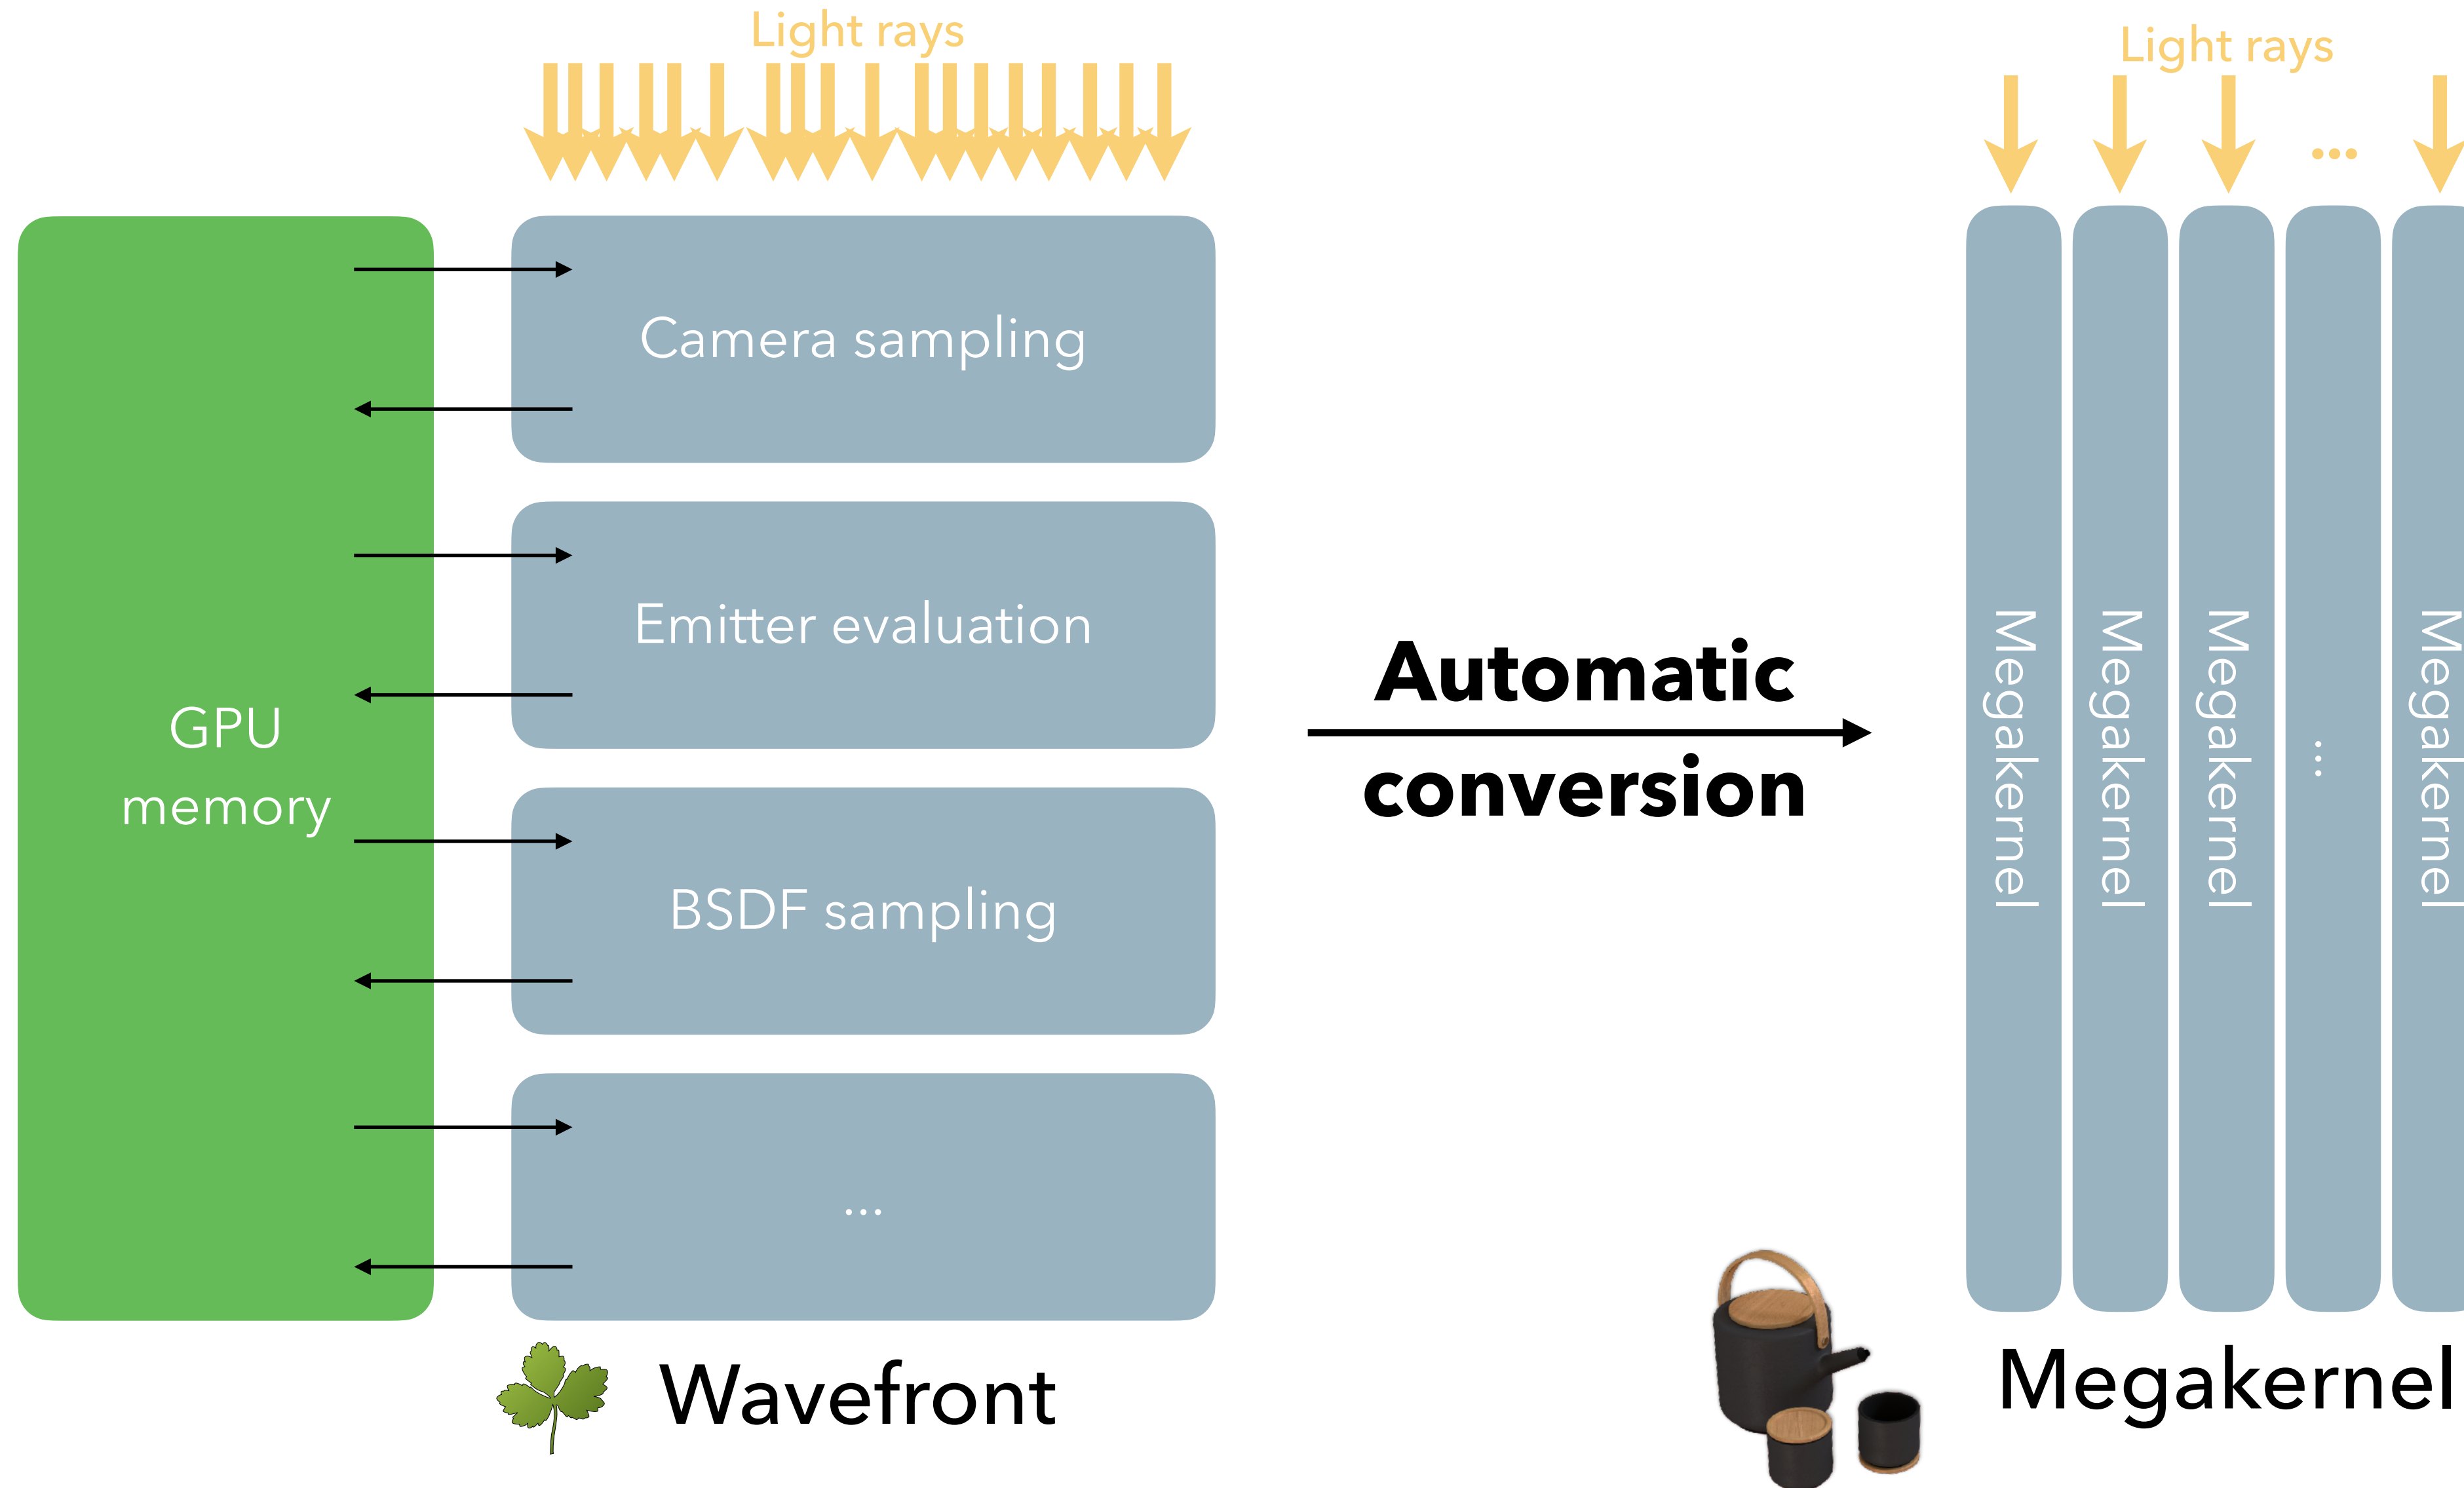 Light rays
Camera sampling
Emitter evaluation
GPU
memory
BSDF sampling
...
Wavefront
Automatic
conversion
Light rays
...
Megakernel
Megakernel
Megakernel
...
Megakernel
Megakernel